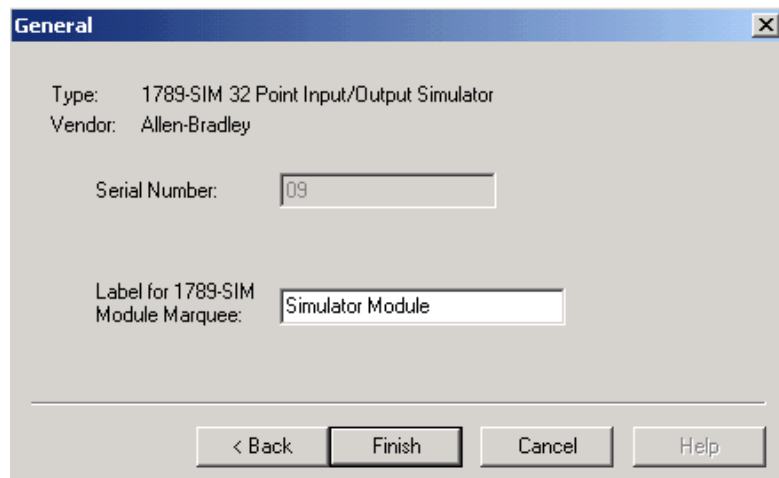 General
Type: 1789-SIM 32 Point Input/Output Simulator
Vendor: Allen-Bradley
Serial Number: 09
Label for 1789-SIM
Module Marquee: Simulator Module
< Back Finish Cancel Help